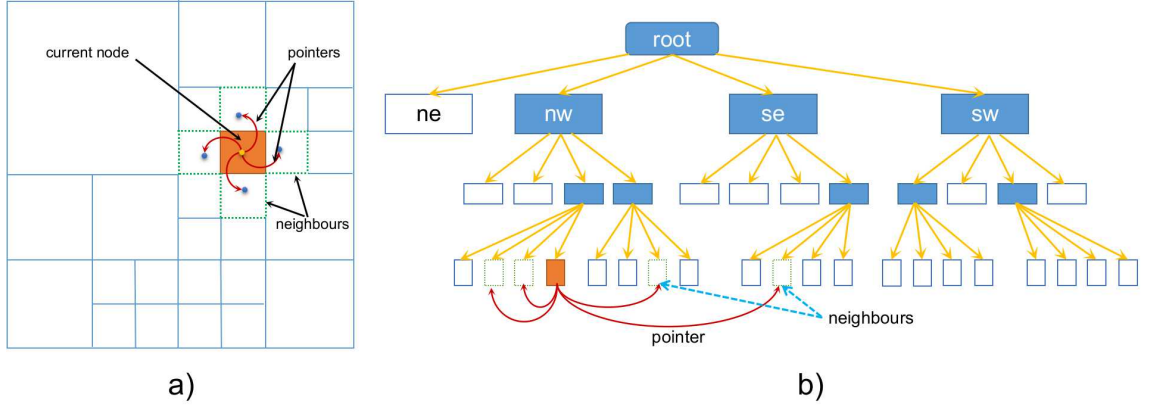 current node
pointers
neighbours
a)
root
ne
nw
se
sw
neighbours
pointer
b)